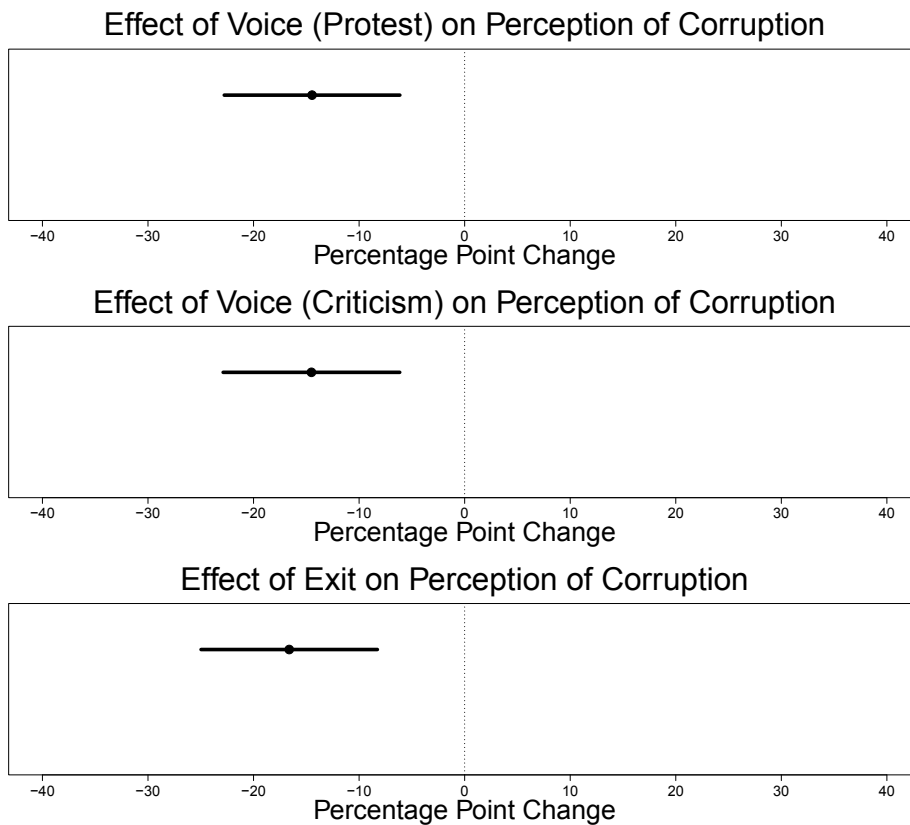 Effect of Voice (Protest) on Perception of Corruption
−40 −30 −20 −10 0 10 20 30 40
Percentage Point Change
Effect of Voice (Criticism) on Perception of Corruption
−40 −30 −20 −10 0 10 20 30 40
Percentage Point Change
Effect of Exit on Perception of Corruption
−40 −30 −20 −10 0 10 20 30 40
Percentage Point Change